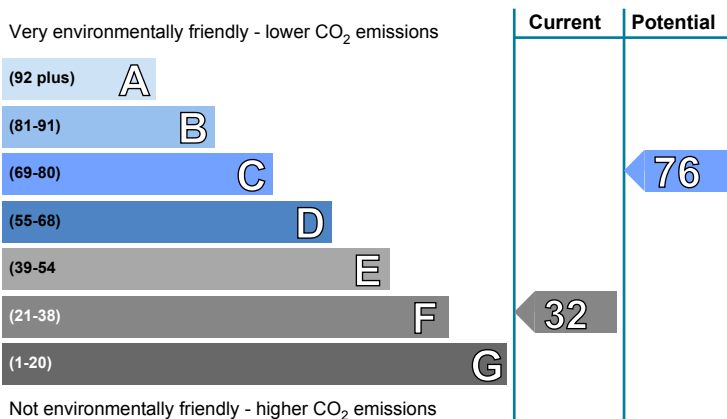 Very environmentally friendly - lower CO2 emissions
Current
Potential
(92 plus) A
(81-91) B
(69-80) C
76
(55-68) D
(39-54 E
(21-38) F
32
(1-20) G
Not environmentally friendly - higher CO2 emissions